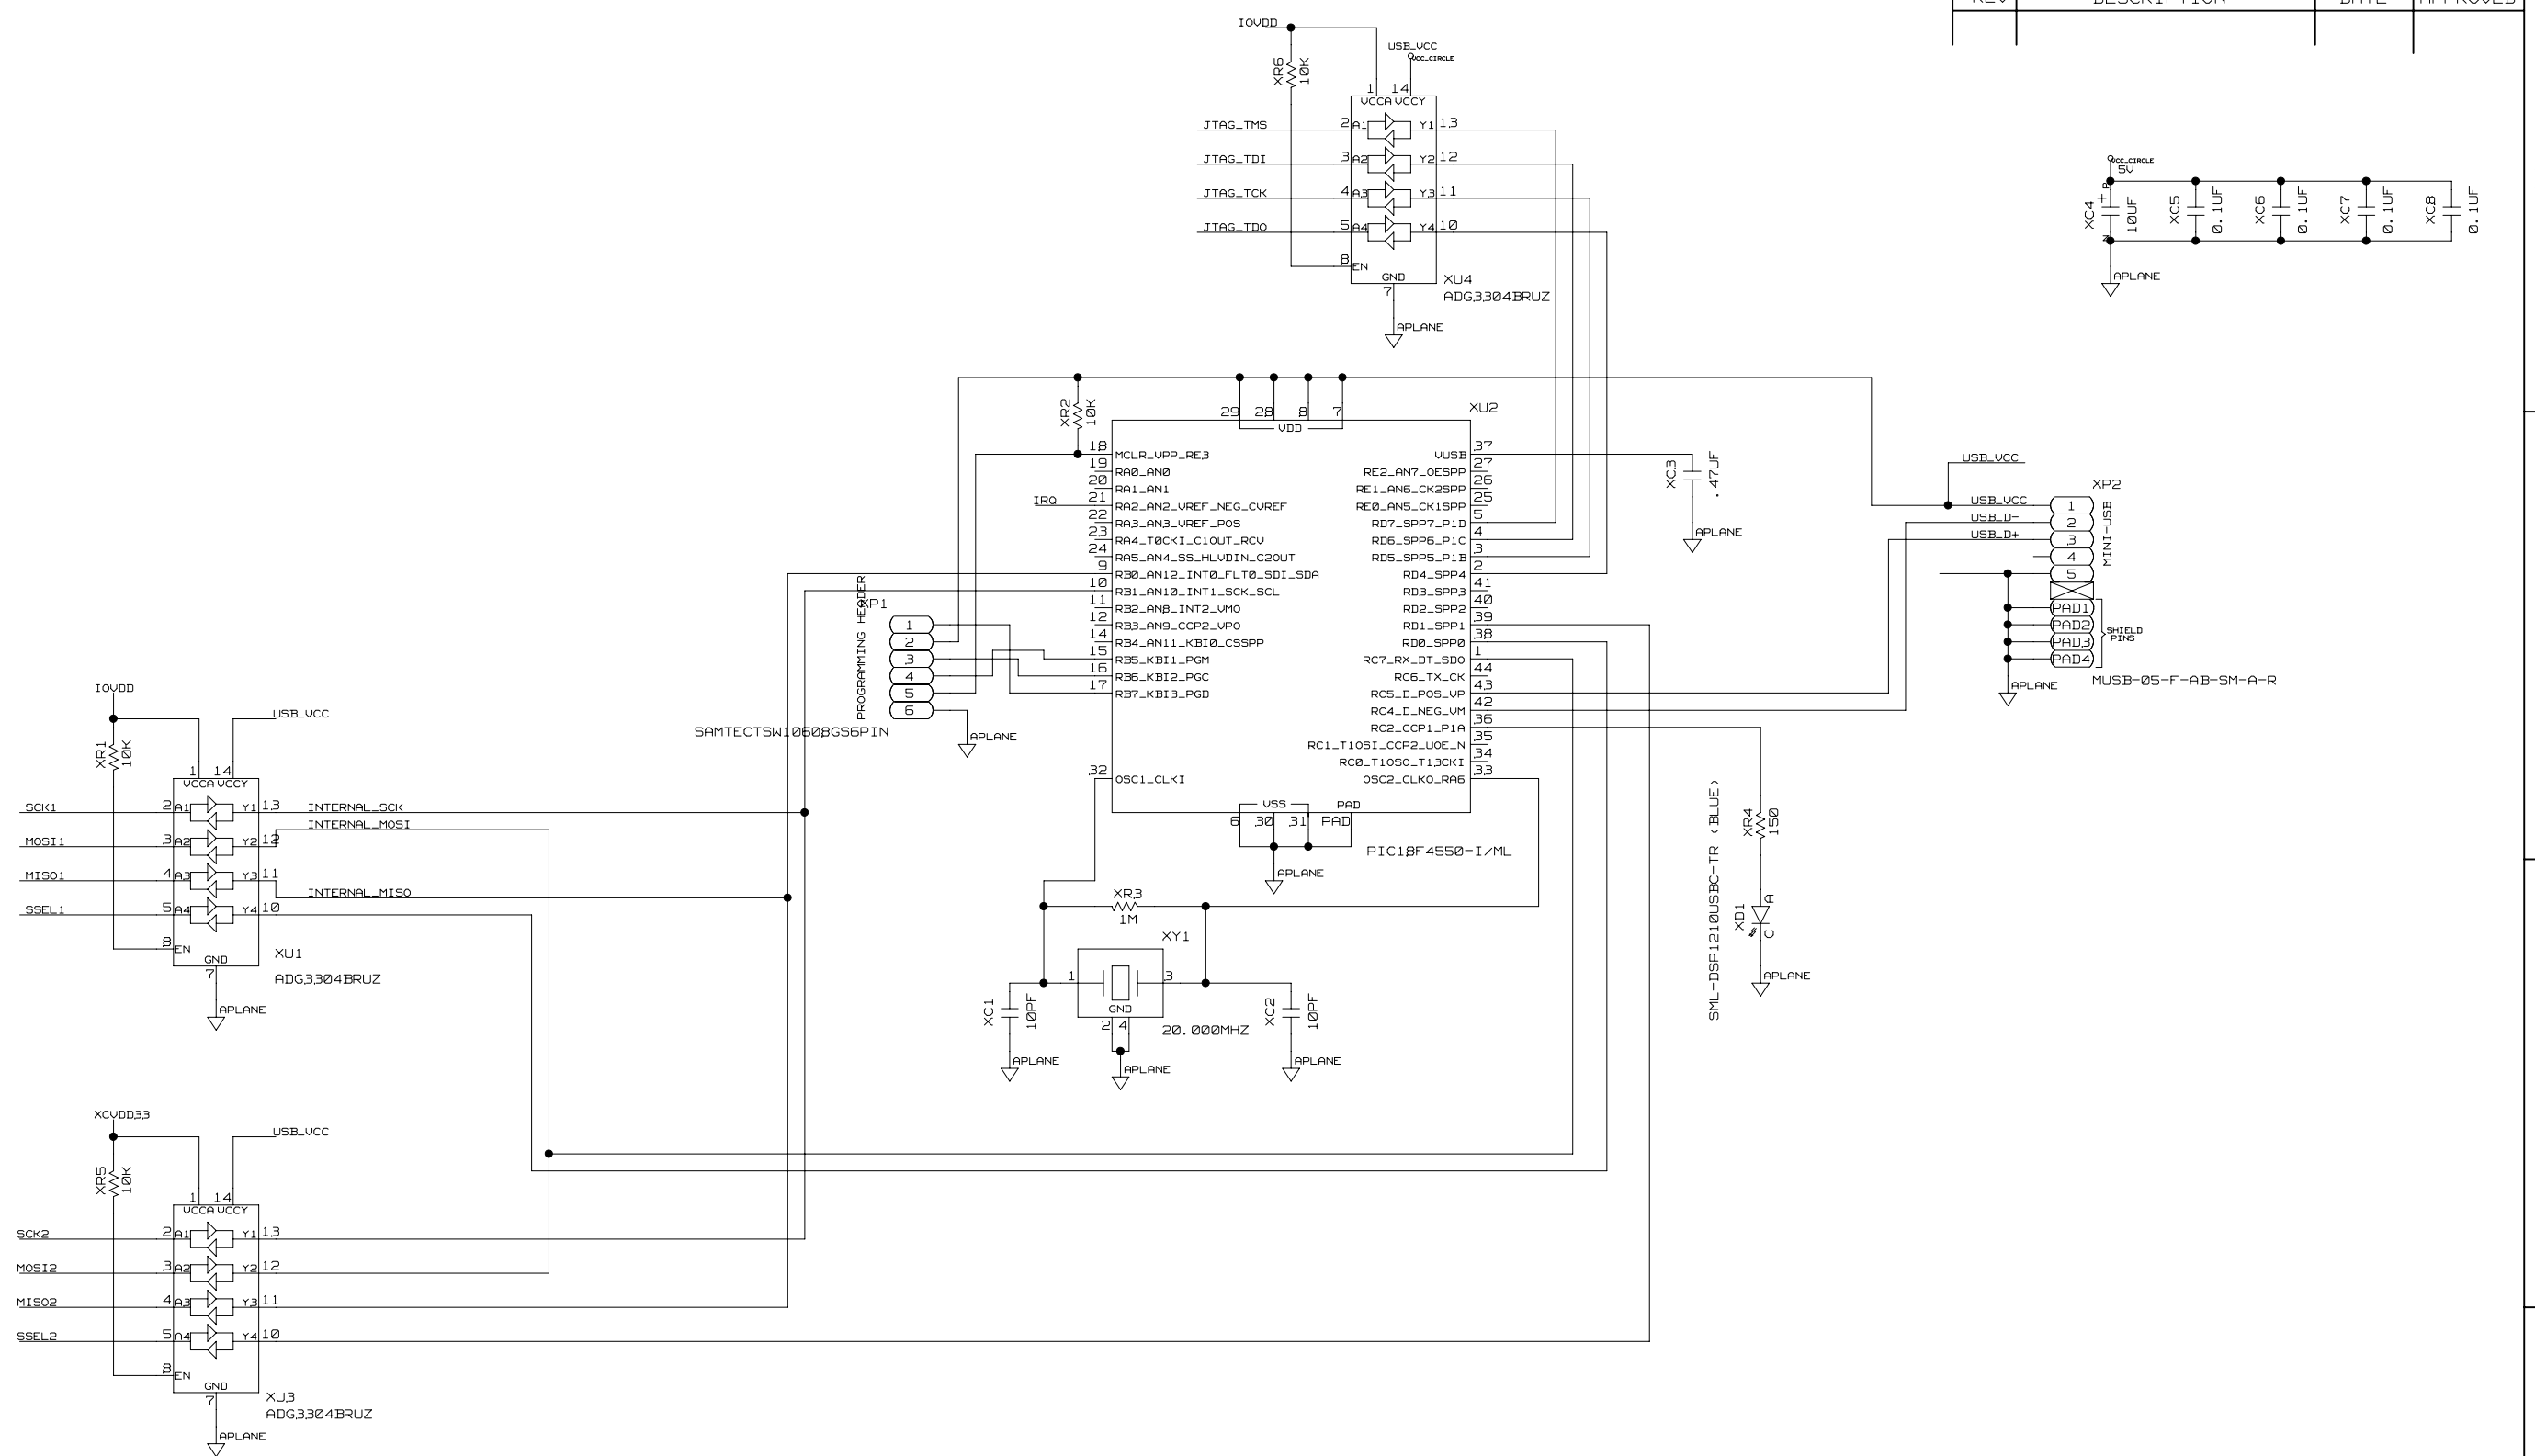 REV DESCRIPTION DATE APPROVED
IOVDD
USB_VCC
VCC_CIRCLE
XR6
10K
1 14
VCCA VCCY
JTAG_TMS 2 A1 Y1 13
JTAG_TDI 3 A2 Y2 12
JTAG_TCK 4 A3 Y3 11
JTAG_TDO 5 A4 Y4 10
8 EN
GND
7
XU4
ADG3304BRUZ
APLANE
VCC_CIRCLE
5V
P
+
N
XC4
10UF
XC5
0.1UF
XC6
0.1UF
XC7
0.1UF
XC8
0.1UF
APLANE
XR2
10K
29 28 8 7
VDD
XU2
18 MCLR_VPP_RE3
19 RA0_AN0
20 RA1_AN1
IRQ 21 RA2_AN2_VREF_NEG_CVREF
22 RA3_AN3_VREF_POS
23 RA4_T0CKI_C1OUT_RCV
24 RA5_AN4_SS_HLVDIN_C2OUT
9 RB0_AN12_INT0_FLT0_SDI_SDA
10 RB1_AN10_INT1_SCK_SCL
11 RB2_AN8_INT2_VMO
12 RB3_AN9_CCP2_VPO
14 RB4_AN11_KBI0_CSSPP
15 RB5_KBI1_PGM
16 RB6_KBI2_PGC
17 RB7_KBI3_PGD
32 OSC1_CLKI
VUSB 37
RE2_AN7_OESPP 27
RE1_AN6_CK2SPP 26
RE0_AN5_CK1SPP 25
RD7_SPP7_P1D 5
RD6_SPP6_P1C 4
RD5_SPP5_P1B 3
RD4_SPP4 2
RD3_SPP3 41
RD2_SPP2 40
RD1_SPP1 39
RD0_SPP0 38
RC7_RX_DT_SDO 1
RC6_TX_CK 44
RC5_D_POS_VP 43
RC4_D_NEG_VM 42
RC2_CCP1_P1A 36
RC1_T1OSI_CCP2_UOE_N 35
RC0_T1OSO_T13CKI 34
OSC2_CLKO_RA6 33
VSS PAD
6 30 31 PAD
PIC18F4550-I/ML
APLANE
XC3
.47UF
APLANE
USB_VCC
XP2
USB_VCC 1
USB_D- 2
USB_D+ 3
4
5
MINI-USB
PAD1
PAD2
PAD3
PAD4
SHIELD
PINS
APLANE
MUSB-05-F-AB-SM-A-R
PROGRAMMING HEADER
XP1
1
2
3
4
5
6
SAMTECTSW10608GS6PIN
APLANE
IOVDD
USB_VCC
XR1
10K
1 14
VCCA VCCY
SCK1 2 A1 Y1 13 INTERNAL_SCK
INTERNAL_MOSI
MOSI1 3 A2 Y2 12
MISO1 4 A3 Y3 11
INTERNAL_MISO
SSEL1 5 A4 Y4 10
8 EN
GND
7
XU1
ADG3304BRUZ
APLANE
XR3
1M
XY1
1 3
GND
2 4
20.000MHZ
XC1
10PF
XC2
10PF
APLANE
APLANE
APLANE
SML-DSP1210USBC-TR (BLUE)
XR4
150
XD1
A
C
APLANE
XCVDD33
USB_VCC
XR5
10K
1 14
VCCA VCCY
SCK2 2 A1 Y1 13
MOSI2 3 A2 Y2 12
MISO2 4 A3 Y3 11
SSEL2 5 A4 Y4 10
8 EN
GND
7
XU3
ADG3304BRUZ
APLANE